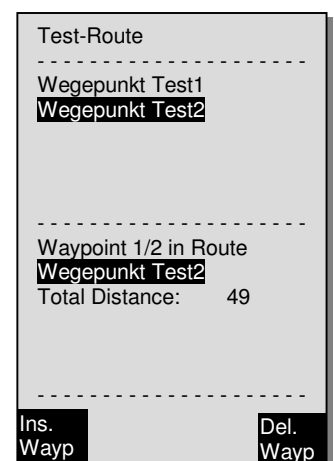 Test-Route
- - - - - - - - - - - - - - - - - - - - -
Wegepunkt Test1
Wegepunkt Test2
- - - - - - - - - - - - - - - - - - - - -
Waypoint 1/2 in Route
Wegepunkt Test2
Total Distance: 49
- - - - - - - - - - - - - - - - - - - - -
Ins. Del.
Wayp Wayp